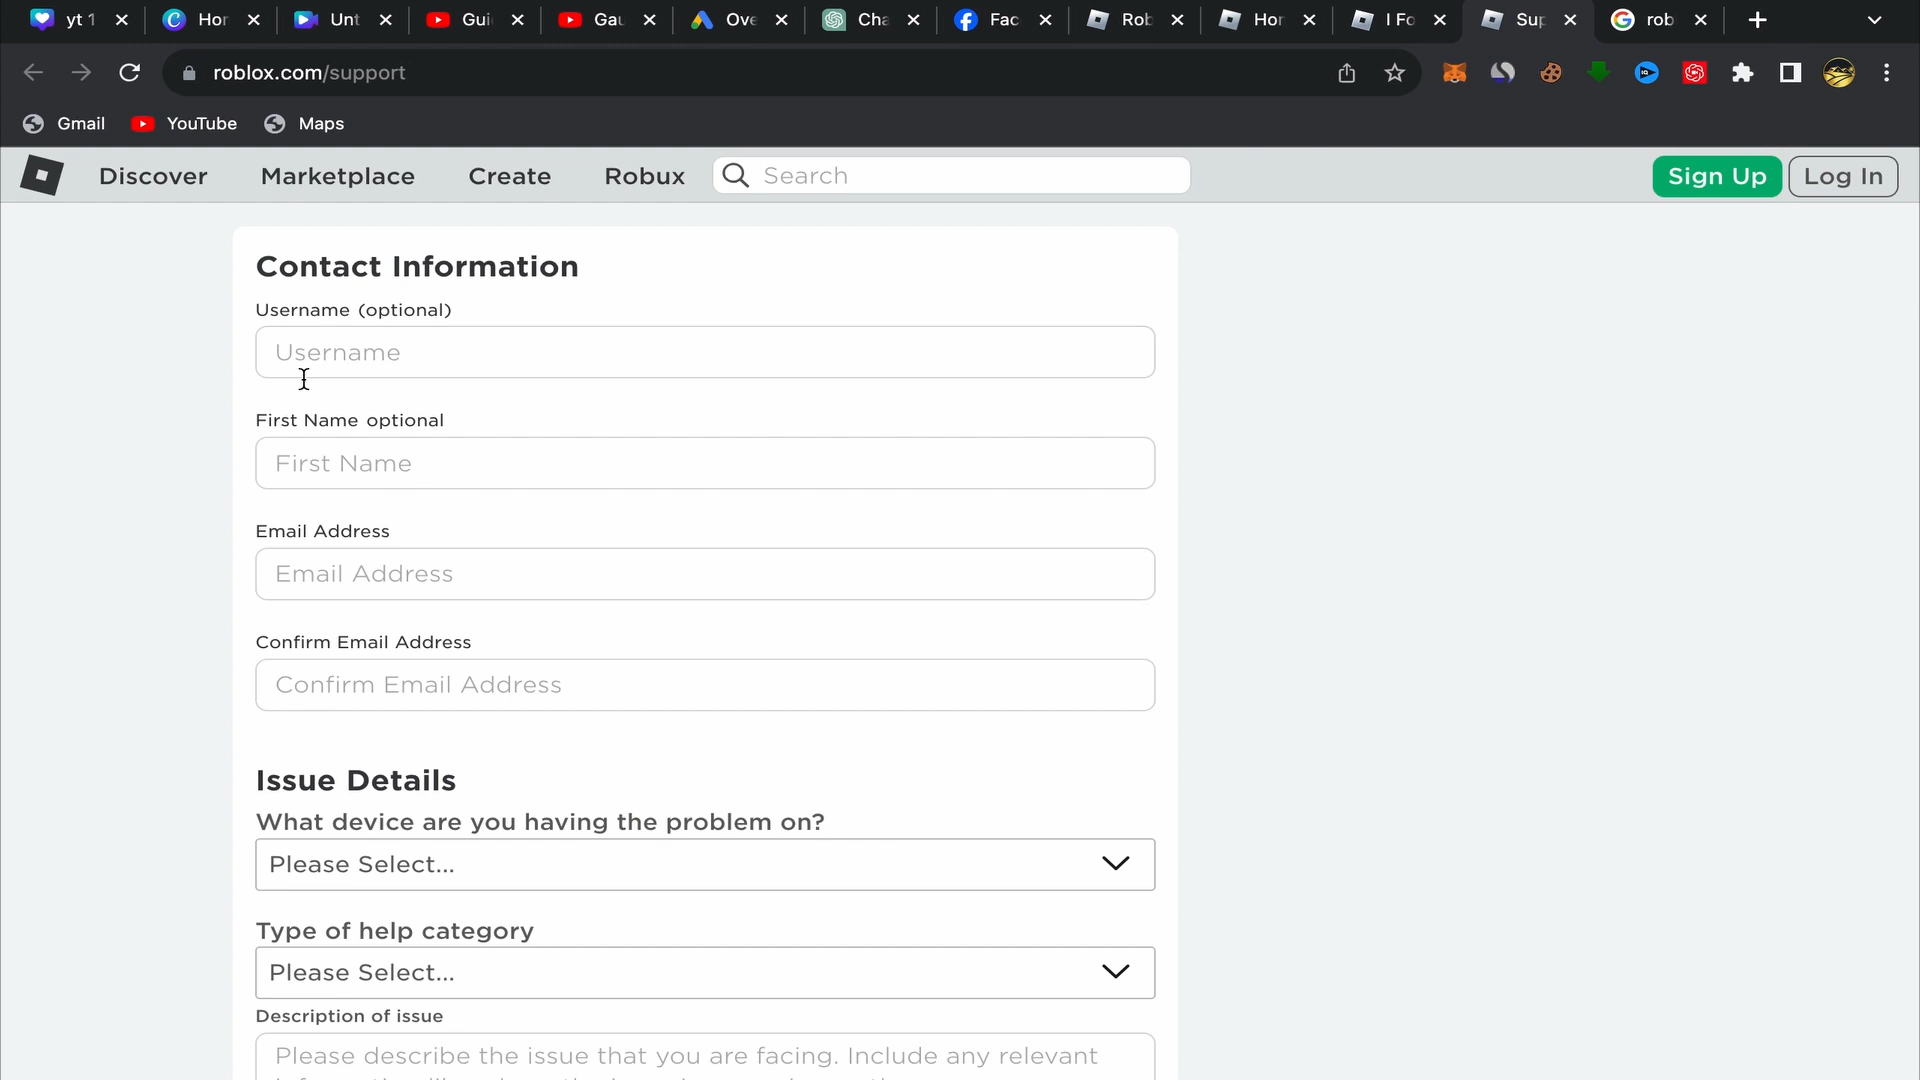 yt 1 Hor Unt Gui Gau Ove Cha Fac Rob Hor I Fo Sup rob
roblox.com/support
Gmail YouTube Maps
Discover Marketplace Create Robux Search Sign Up Log In
Contact Information
Username (optional)
Username
First Name optional
First Name
Email Address
Email Address
Confirm Email Address
Confirm Email Address
Issue Details
What device are you having the problem on?
Please Select...
Type of help category
Please Select...
Description of issue
Please describe the issue that you are facing. Include any relevant